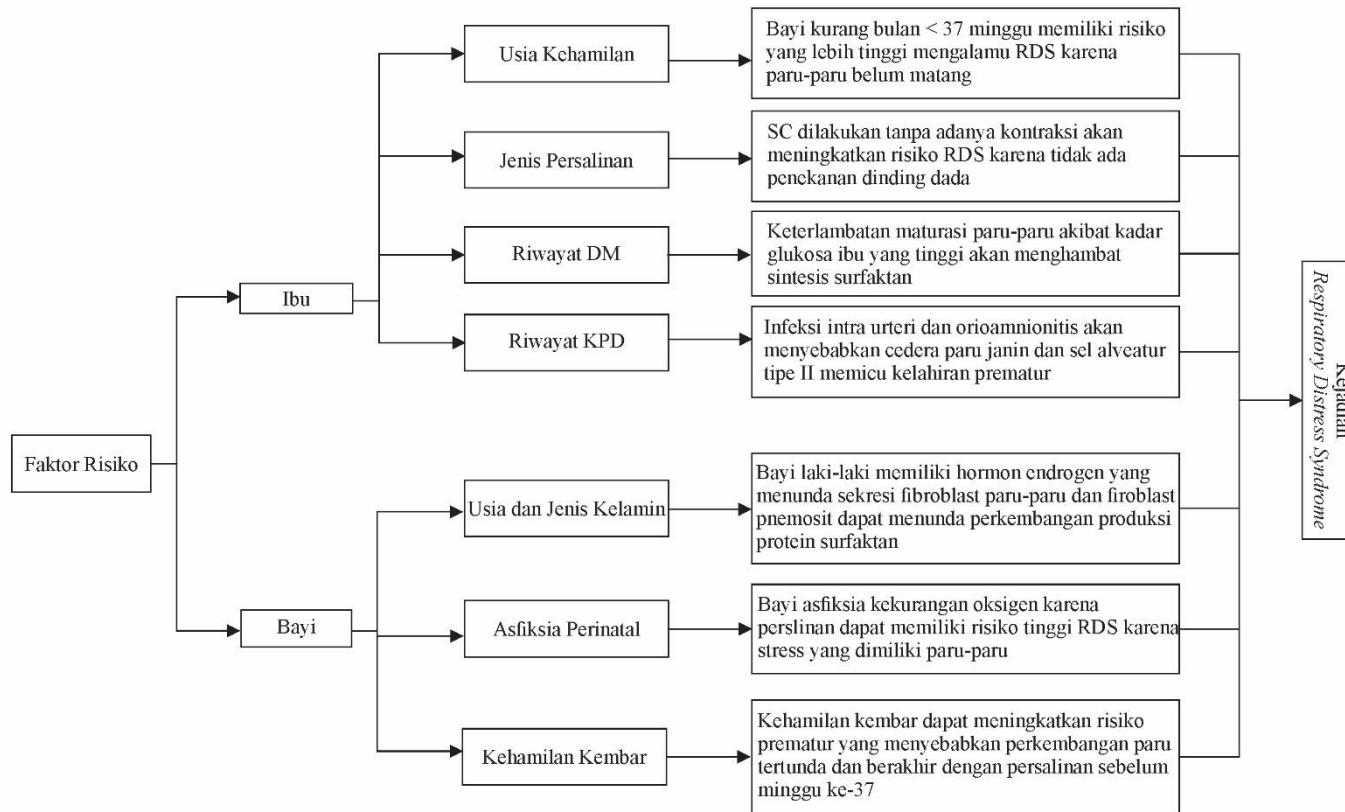 Faktor Risiko
Ibu
Usia Kehamilan
Bayi kurang bulan < 37 minggu memiliki risiko
yang lebih tinggi mengalamu RDS karena
paru-paru belum matang
Jenis Persalinan
SC dilakukan tanpa adanya kontraksi akan
meningkatkan risiko RDS karena tidak ada
penekanan dinding dada
Riwayat DM
Keterlambatan maturasi paru-paru akibat kadar
glukosa ibu yang tinggi akan menghambat
sintesis surfaktan
Riwayat KPD
Infeksi intra urteri dan orioamnionitis akan
menyebabkan cedera paru janin dan sel alveatur
tipe II memicu kelahiran prematur
Bayi
Usia dan Jenis Kelamin
Bayi laki-laki memiliki hormon endrogen yang
menunda sekresi fibroblast paru-paru dan firoblast
pnemosit dapat menunda perkembangan produksi
protein surfaktan
Asfiksia Perinatal
Bayi asfiksia kekurangan oksigen karena
perslinan dapat memiliki risiko tinggi RDS karena
stress yang dimiliki paru-paru
Kehamilan Kembar
Kehamilan kembar dapat meningkatkan risiko
prematur yang menyebabkan perkembangan paru
tertunda dan berakhir dengan persalinan sebelum
minggu ke-37
Kejadian
Respiratory Distress Syndrome